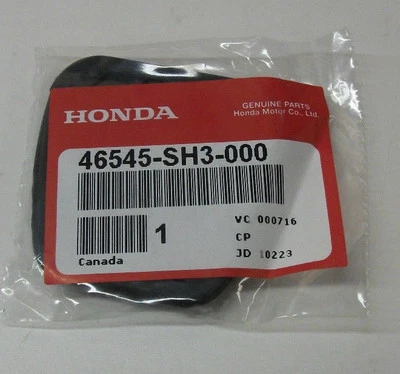 HONDA
GENUINE PARTS
Honda Motor Co., Ltd.
46545-SH3-000
1
VC 000716
CP
JD 10223
Canada